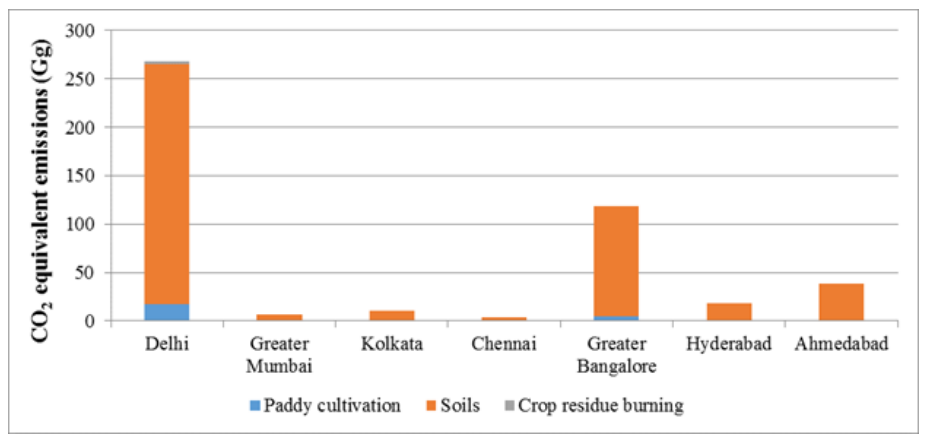 CO₂ equivalent emissions (Gg)
300
250
200
150
100
50
0
Delhi
Greater
Mumbai
Kolkata
Chennai
Greater
Bangalore
Hyderabad
Ahmedabad
Paddy cultivation
Soils
Crop residue burning